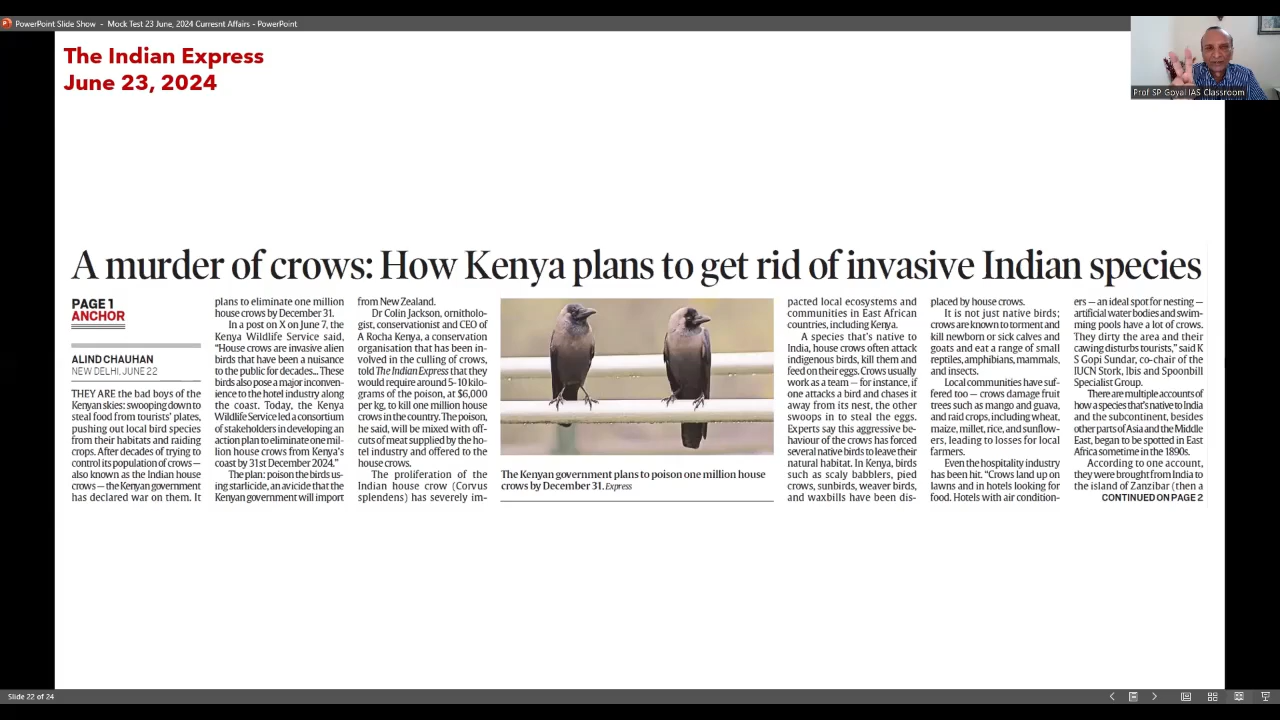 PowerPoint Slide Show - Mock Test 23 June, 2024 Curresnt Affairs - PowerPoint
The Indian Express
June 23, 2024
Prof SP Goyal IAS Classroom
A murder of crows: How Kenya plans to get rid of invasive Indian species
PAGE 1
ANCHOR
ALIND CHAUHAN
NEW DELHI, JUNE 22
THEY ARE the bad boys of the
Kenyan skies: swooping down to
steal food from tourists' plates,
pushing out local bird species
from their habitats and raiding
crops. After decades of trying to
control its population of crows —
also known as the Indian house
crows — the Kenyan government
has declared war on them. It
plans to eliminate one million
house crows by December 31.
In a post on X on June 7, the
Kenya Wildlife Service said,
"House crows are invasive alien
birds that have been a nuisance
to the public for decades... These
birds also pose a major inconven-
ience to the hotel industry along
the coast. Today, the Kenya
Wildlife Service led a consortium
of stakeholders in developing an
action plan to eliminate one mil-
lion house crows from Kenya's
coast by 31st December 2024."
The plan: poison the birds us-
ing starlicide, an avicide that the
Kenyan government will import
from New Zealand.
Dr Colin Jackson, ornitholo-
gist, conservationist and CEO of
A Rocha Kenya, a conservation
organisation that has been in-
volved in the culling of crows,
told The Indian Express that they
would require around 5-10 kilo-
grams of the poison, at $6,000
per kg, to kill one million house
crows in the country. The poison,
he said, will be mixed with off-
cuts of meat supplied by the ho-
tel industry and offered to the
house crows.
The proliferation of the
Indian house crow (Corvus
splendens) has severely im-
The Kenyan government plans to poison one million house
crows by December 31. Express
pacted local ecosystems and
communities in East African
countries, including Kenya.
A species that's native to
India, house crows often attack
indigenous birds, kill them and
feed on their eggs. Crows usually
work as a team — for instance, if
one attacks a bird and chases it
away from its nest, the other
swoops in to steal the eggs.
Experts say this aggressive be-
haviour of the crows has forced
several native birds to leave their
natural habitat. In Kenya, birds
such as scaly babblers, pied
crows, sunbirds, weaver birds,
and waxbills have been dis-
placed by house crows.
It is not just native birds;
crows are known to torment and
kill newborn or sick calves and
goats and eat a range of small
reptiles, amphibians, mammals,
and insects.
Local communities have suf-
fered too — crows damage fruit
trees such as mango and guava,
and raid crops, including wheat,
maize, millet, rice, and sunflow-
ers, leading to losses for local
farmers.
Even the hospitality industry
has been hit. "Crows land up on
lawns and in hotels looking for
food. Hotels with air condition-
ers — an ideal spot for nesting —
artificial water bodies and swim-
ming pools have a lot of crows.
They dirty the area and their
cawing disturbs tourists," said K
S Gopi Sundar, co-chair of the
IUCN Stork, Ibis and Spoonbill
Specialist Group.
There are multiple accounts of
how a species that's native to India
and the subcontinent, besides
other parts of Asia and the Middle
East, began to be spotted in East
Africa sometime in the 1890s.
According to one account,
they were brought from India to
the island of Zanzibar (then a
CONTINUED ON PAGE 2
Slide 22 of 24